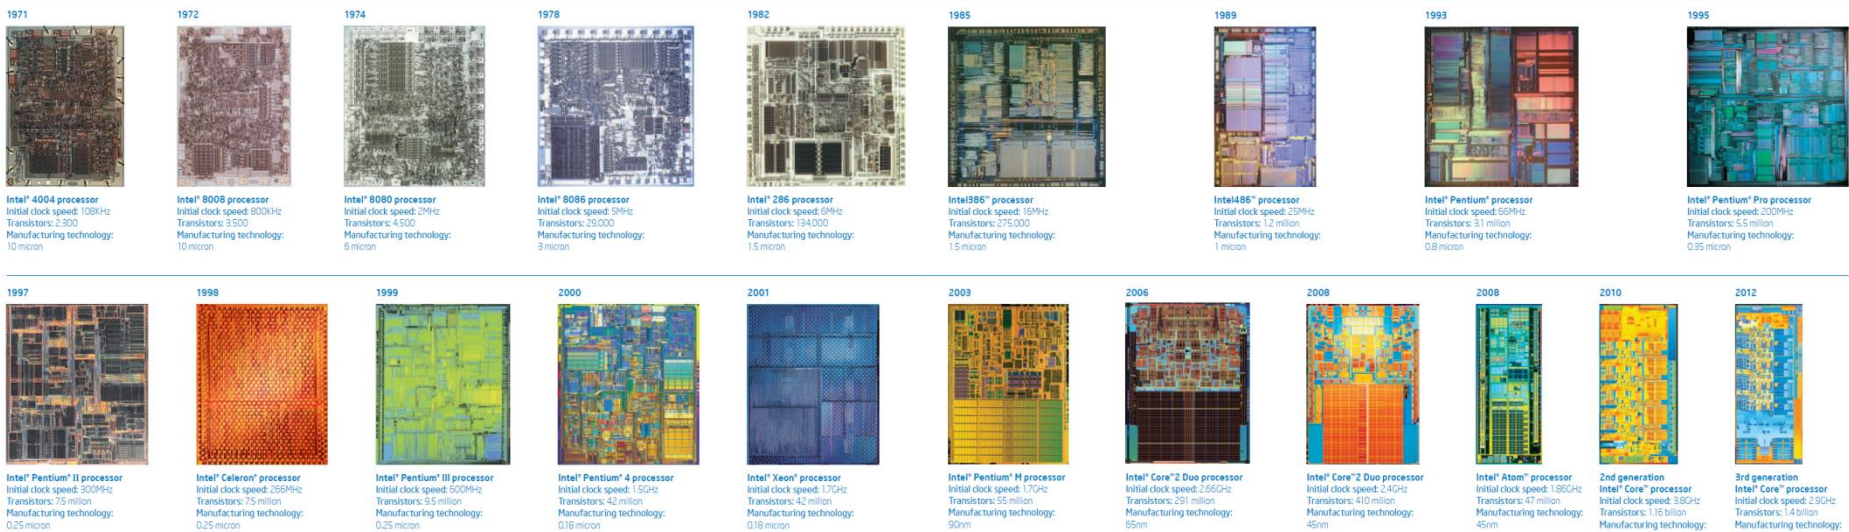 1971
Intel® 4004 processor
Initial clock speed: 108KHz
Transistors: 2,300
Manufacturing technology:
10 micron
1972
Intel® 8008 processor
Initial clock speed: 800KHz
Transistors: 3,500
Manufacturing technology:
10 micron
1974
Intel® 8080 processor
Initial clock speed: 2MHz
Transistors: 4,500
Manufacturing technology:
6 micron
1978
Intel® 8086 processor
Initial clock speed: 5MHz
Transistors: 29,000
Manufacturing technology:
3 micron
1982
Intel® 286 processor
Initial clock speed: 6MHz
Transistors: 134,000
Manufacturing technology:
1.5 micron
1985
Intel386™ processor
Initial clock speed: 16MHz
Transistors: 275,000
Manufacturing technology:
1.5 micron
1989
Intel486™ processor
Initial clock speed: 25MHz
Transistors: 1.2 million
Manufacturing technology:
1 micron
1993
Intel® Pentium® processor
Initial clock speed: 66MHz
Transistors: 3.1 million
Manufacturing technology:
0.8 micron
1995
Intel® Pentium® Pro processor
Initial clock speed: 200MHz
Transistors: 5.5 million
Manufacturing technology:
0.35 micron
1997
Intel® Pentium® II processor
Initial clock speed: 300MHz
Transistors: 7.5 million
Manufacturing technology:
0.25 micron
1998
Intel® Celeron® processor
Initial clock speed: 266MHz
Transistors: 7.5 million
Manufacturing technology:
0.25 micron
1999
Intel® Pentium® III processor
Initial clock speed: 600MHz
Transistors: 9.5 million
Manufacturing technology:
0.25 micron
2000
Intel® Pentium® 4 processor
Initial clock speed: 1.5GHz
Transistors: 42 million
Manufacturing technology:
0.18 micron
2001
Intel® Xeon® processor
Initial clock speed: 1.7GHz
Transistors: 42 million
Manufacturing technology:
0.18 micron
2003
Intel® Pentium® M processor
Initial clock speed: 1.7GHz
Transistors: 55 million
Manufacturing technology:
90nm
2006
Intel® Core™2 Duo processor
Initial clock speed: 2.66GHz
Transistors: 291 million
Manufacturing technology:
65nm
2008
Intel® Core™2 Duo processor
Initial clock speed: 2.4GHz
Transistors: 410 million
Manufacturing technology:
45nm
2008
Intel® Atom™ processor
Initial clock speed: 1.86GHz
Transistors: 47 million
Manufacturing technology:
45nm
2010
2nd generation
Intel® Core™ processor
Initial clock speed: 3.8GHz
Transistors: 1.16 billion
Manufacturing technology:
2012
3rd generation
Intel® Core™ processor
Initial clock speed: 2.9GHz
Transistors: 1.4 billion
Manufacturing technology: